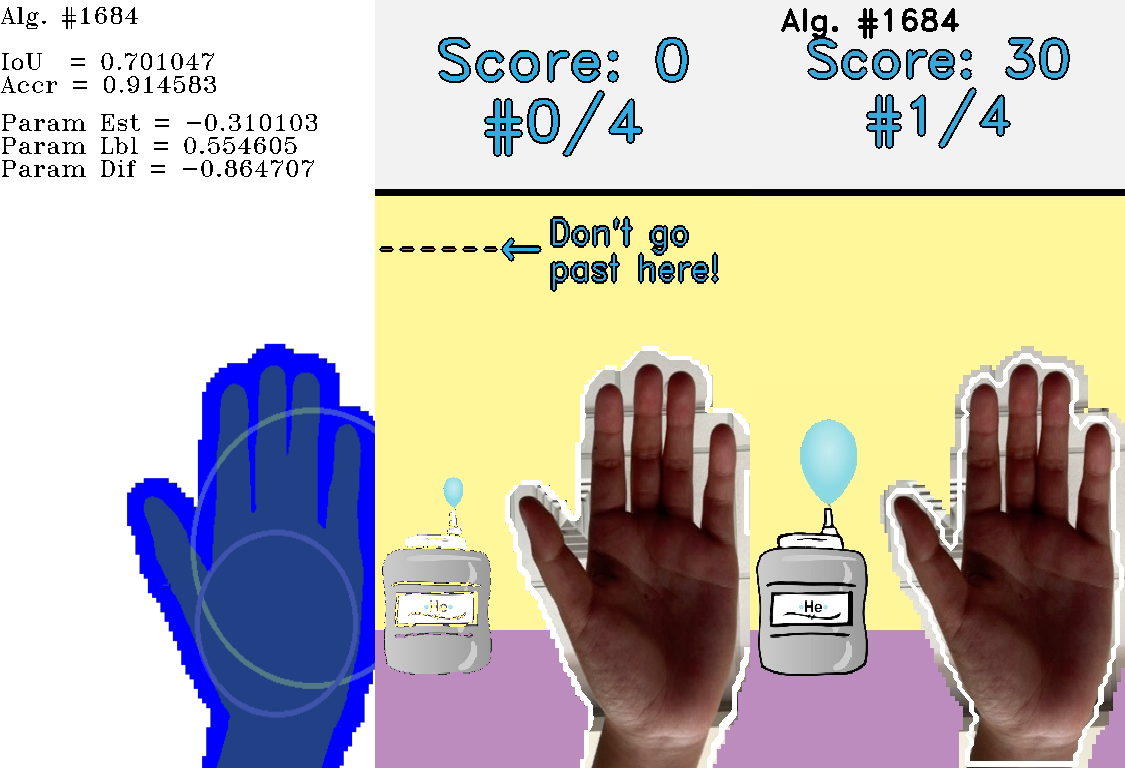 Alg. #1684
IoU = 0.701047
Accr = 0.914583
Param Est = −0.310103
Param Lbl = 0.554605
Param Dif = −0.864707
Score: 0
#0/4
Alg. #1684
Score: 30
#1/4
Don't go
past here!
He
He